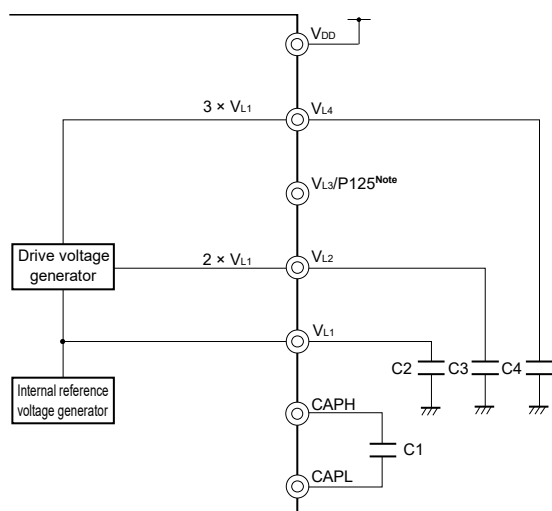 VDD
3 × VL1
VL4
VL3/P125Note
Drive voltage
generator
2 × VL1
VL2
VL1
C2
C3
C4
Internal reference
voltage generator
CAPH
C1
CAPL